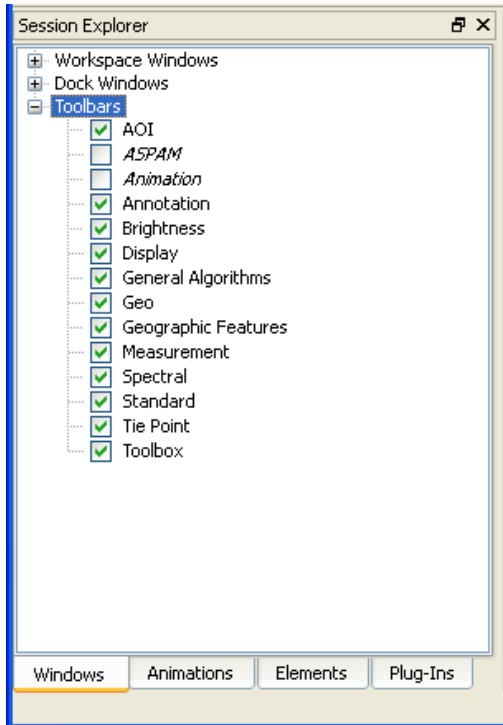 Session Explorer
Workspace Windows
Dock Windows
Toolbars
AOI
ASPAM
Animation
Annotation
Brightness
Display
General Algorithms
Geo
Geographic Features
Measurement
Spectral
Standard
Tie Point
Toolbox
Windows Animations Elements Plug-Ins